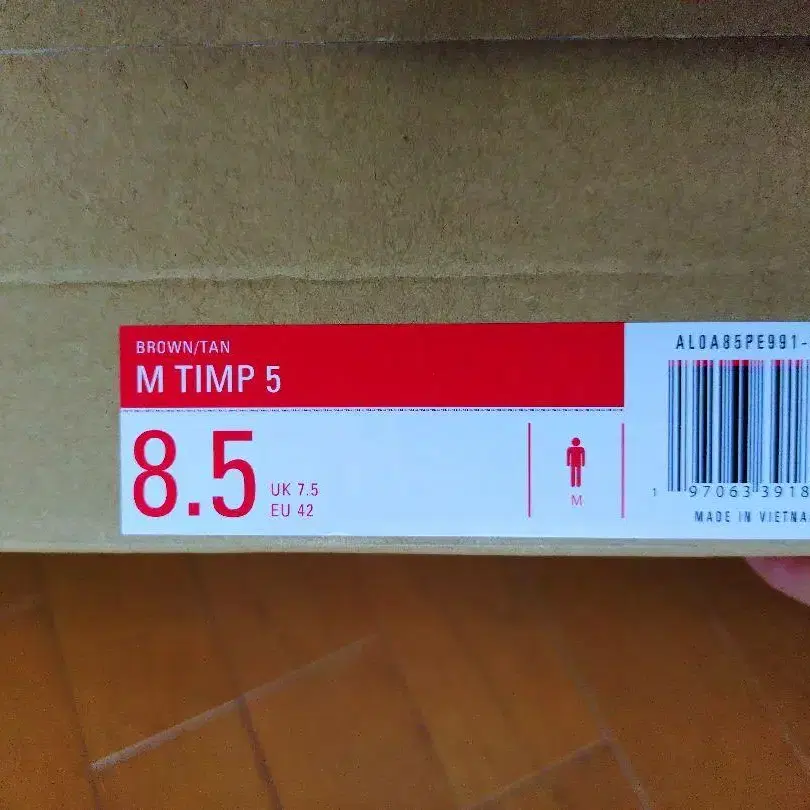 BROWN/TAN
M TIMP 5
8.5
UK 7.5
EU 42
M
AL0A85PE991-
1 97063 3918
MADE IN VIETNA